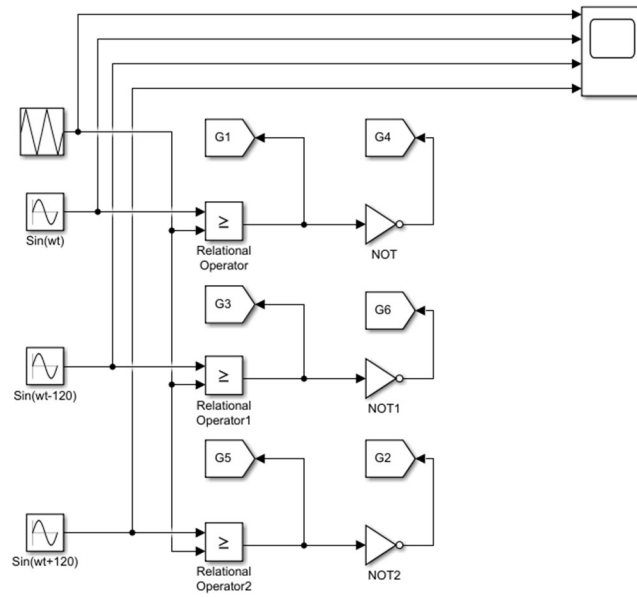 G1
G4
Sin(wt)
≥
Relational
Operator
NOT
G3
G6
Sin(wt-120)
≥
Relational
Operator1
NOT1
G5
G2
Sin(wt+120)
≥
Relational
Operator2
NOT2